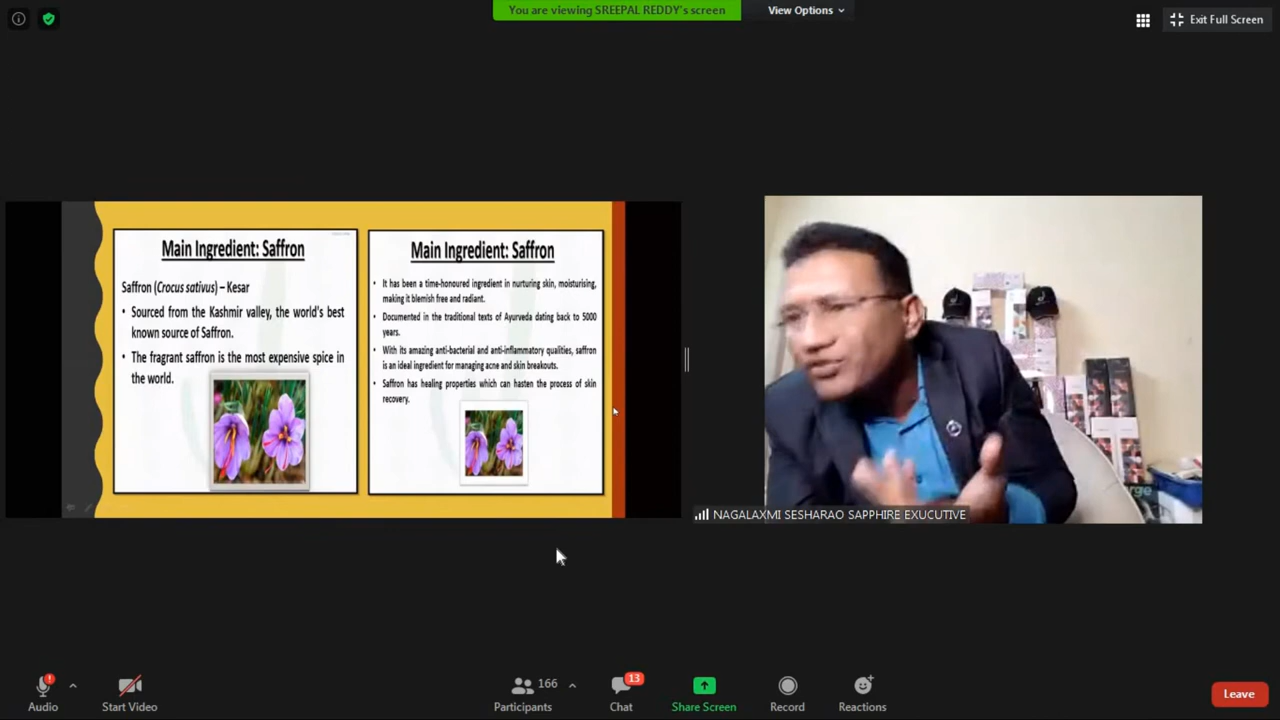 You are viewing SREEPAL REDDY's screen
View Options
Exit Full Screen
Main Ingredient: Saffron
Saffron (Crocus sativus) – Kesar
• Sourced from the Kashmir valley, the world's best
known source of Saffron.
• The fragrant saffron is the most expensive spice in
the world.
Main Ingredient: Saffron
• It has been a time-honoured ingredient in nurturing skin, moisturising,
making it blemish free and radiant.
• Documented in the traditional texts of Ayurveda dating back to 5000
years.
• With its amazing anti-bacterial and anti-inflammatory qualities, saffron
is an ideal ingredient for managing acne and skin breakouts.
• Saffron has healing properties which can hasten the process of skin
recovery.
NAGALAXMI SESHARAO SAPPHIRE EXUCUTIVE
Audio
Start Video
166
Participants
13
Chat
Share Screen
Record
Reactions
Leave